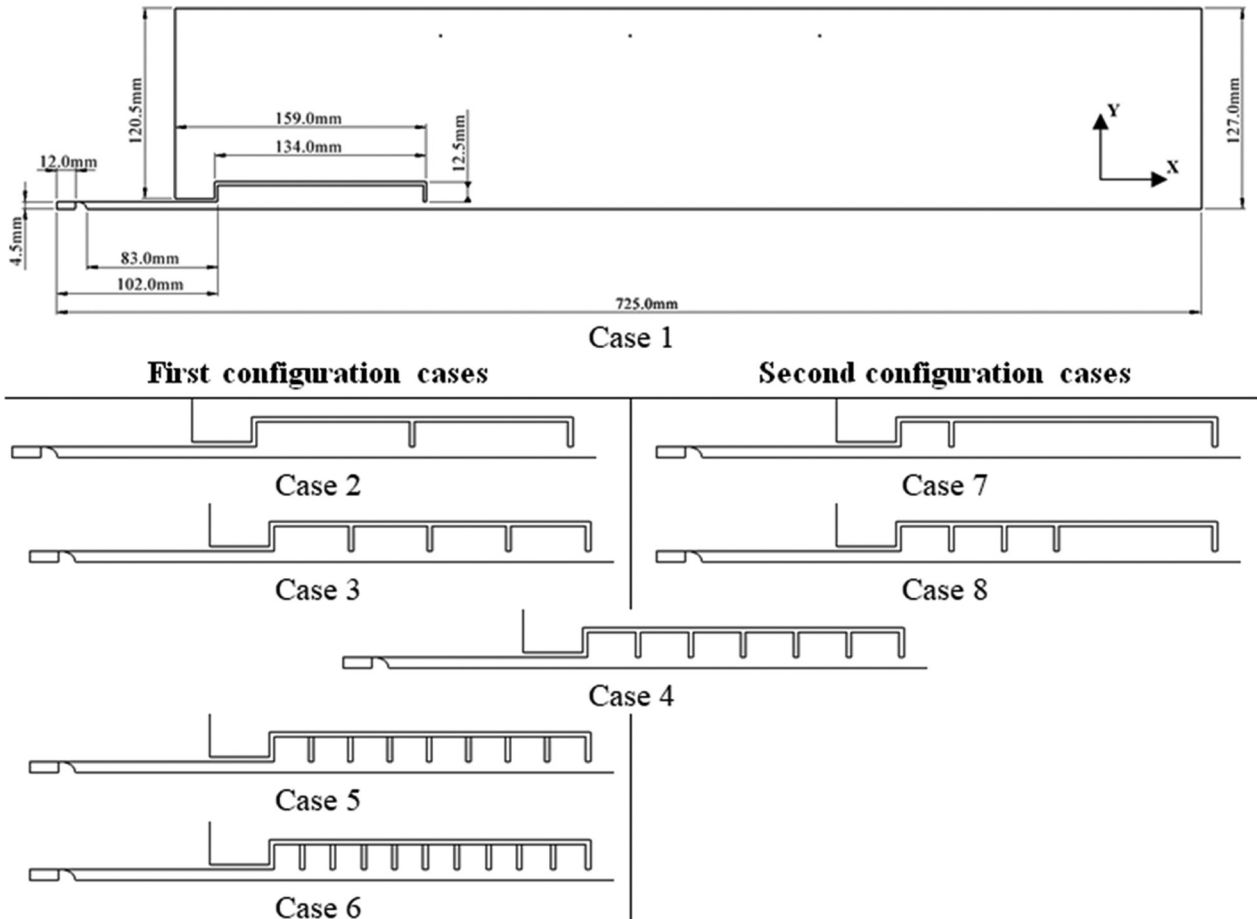 120.5mm
159.0mm
134.0mm
12.5mm
12.0mm
4.5mm
Y
X
127.0mm
83.0mm
102.0mm
725.0mm
Case 1
First configuration cases
Second configuration cases
Case 2
Case 7
Case 3
Case 8
Case 4
Case 5
Case 6